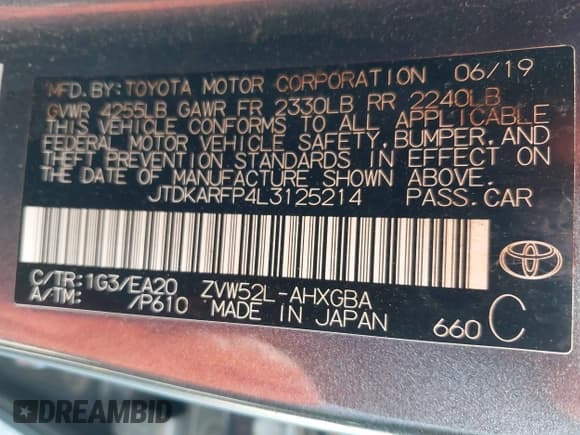 MFD. BY: TOYOTA MOTOR CORPORATION 06/19
GVWR 4255LB GAWR FR 2330LB RR 2240LB
THIS VEHICLE CONFORMS TO ALL APPLICABLE
FEDERAL MOTOR VEHICLE SAFETY, BUMPER, AND
THEFT PREVENTION STANDARDS IN EFFECT ON
THE DATE OF MANUFACTURE SHOWN ABOVE.
JTDKARFP4L3125214 PASS. CAR
C/TR: 1G3/EA20 ZVW52L-AHXGBA
A/TM: /P610 MADE IN JAPAN 660 C
DREAMBID